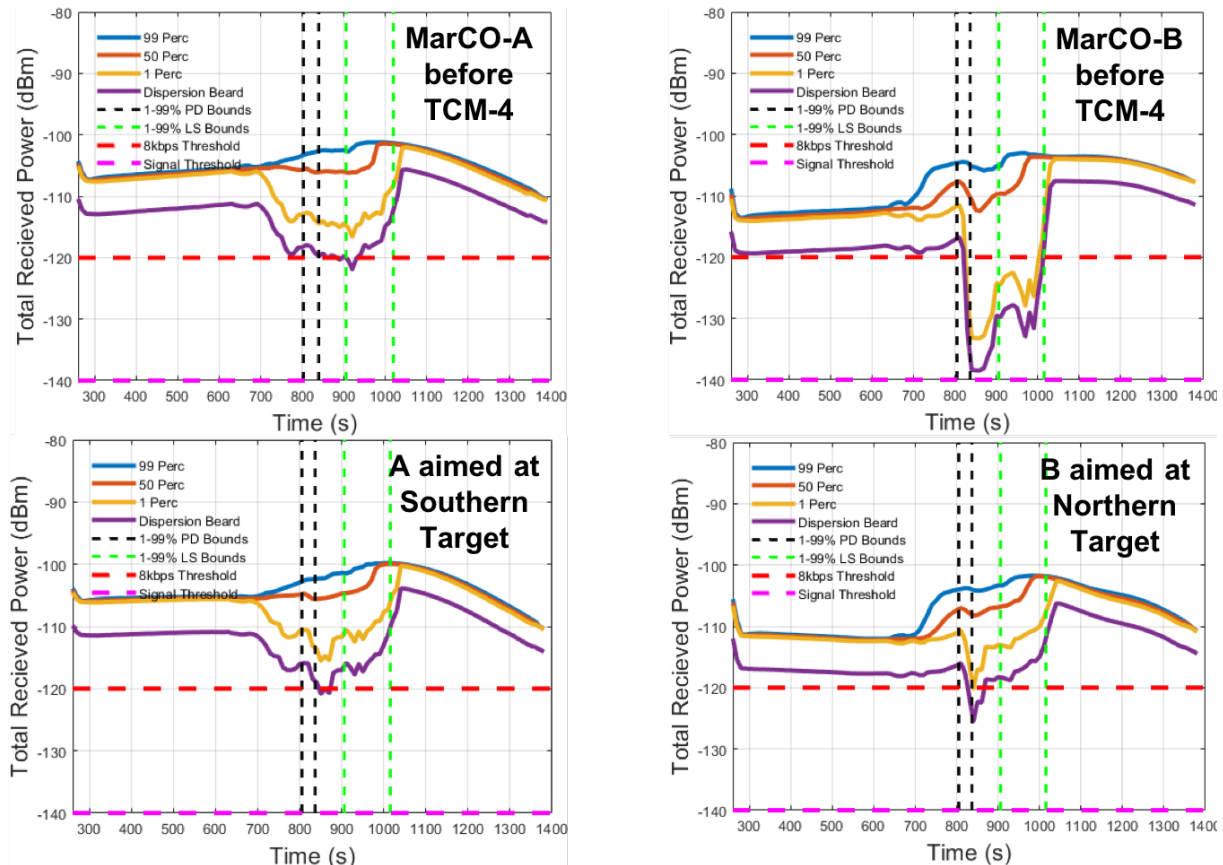 -80
-90
-100
-110
-120
-130
-140
Total Recieved Power (dBm)
99 Perc
50 Perc
1 Perc
Dispersion Beard
1-99% PD Bounds
1-99% LS Bounds
8kbps Threshold
Signal Threshold
MarCO-A
before
TCM-4
300 400 500 600 700 800 900 1000 1100 1200 1300 1400
Time (s)
-80
-90
-100
-110
-120
-130
-140
Total Recieved Power (dBm)
99 Perc
50 Perc
1 Perc
Dispersion Beard
1-99% PD Bounds
1-99% LS Bounds
8kbps Threshold
Signal Threshold
MarCO-B
before
TCM-4
300 400 500 600 700 800 900 1000 1100 1200 1300 1400
Time (s)
-80
-90
-100
-110
-120
-130
-140
Total Recieved Power (dBm)
99 Perc
50 Perc
1 Perc
Dispersion Beard
1-99% PD Bounds
1-99% LS Bounds
8kbps Threshold
Signal Threshold
A aimed at
Southern
Target
300 400 500 600 700 800 900 1000 1100 1200 1300 1400
Time (s)
-80
-90
-100
-110
-120
-130
-140
Total Recieved Power (dBm)
99 Perc
50 Perc
1 Perc
Dispersion Beard
1-99% PD Bounds
1-99% LS Bounds
8kbps Threshold
Signal Threshold
B aimed at
Northern
Target
300 400 500 600 700 800 900 1000 1100 1200 1300 1400
Time (s)